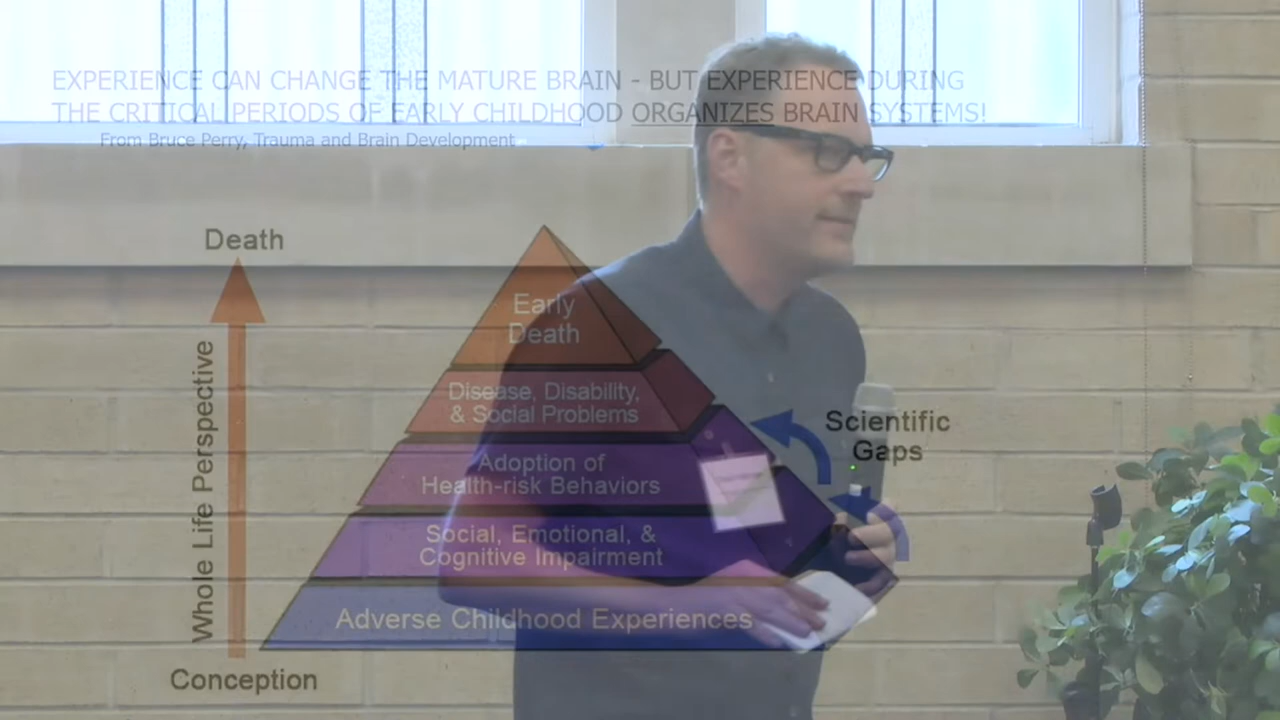 EXPERIENCE CAN CHANGE THE MATURE BRAIN - BUT EXPERIENCE DURING
THE CRITICAL PERIODS OF EARLY CHILDHOOD ORGANIZES BRAIN SYSTEMS!
From Bruce Perry, Trauma and Brain Development
Death
Whole Life Perspective
Conception
Early
Death
Disease, Disability,
& Social Problems
Adoption of
Health-risk Behaviors
Social, Emotional, &
Cognitive Impairment
Adverse Childhood Experiences
Scientific
Gaps